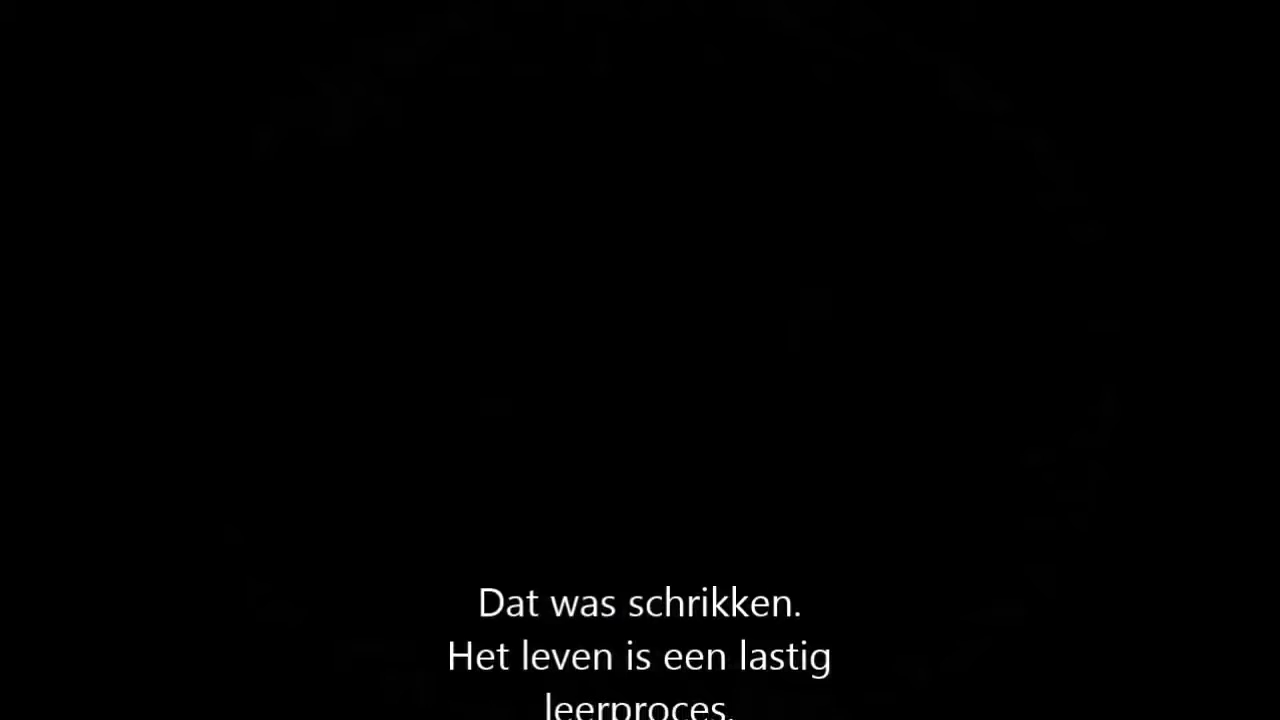 Dat was schrikken.
Het leven is een lastig
leerproces.